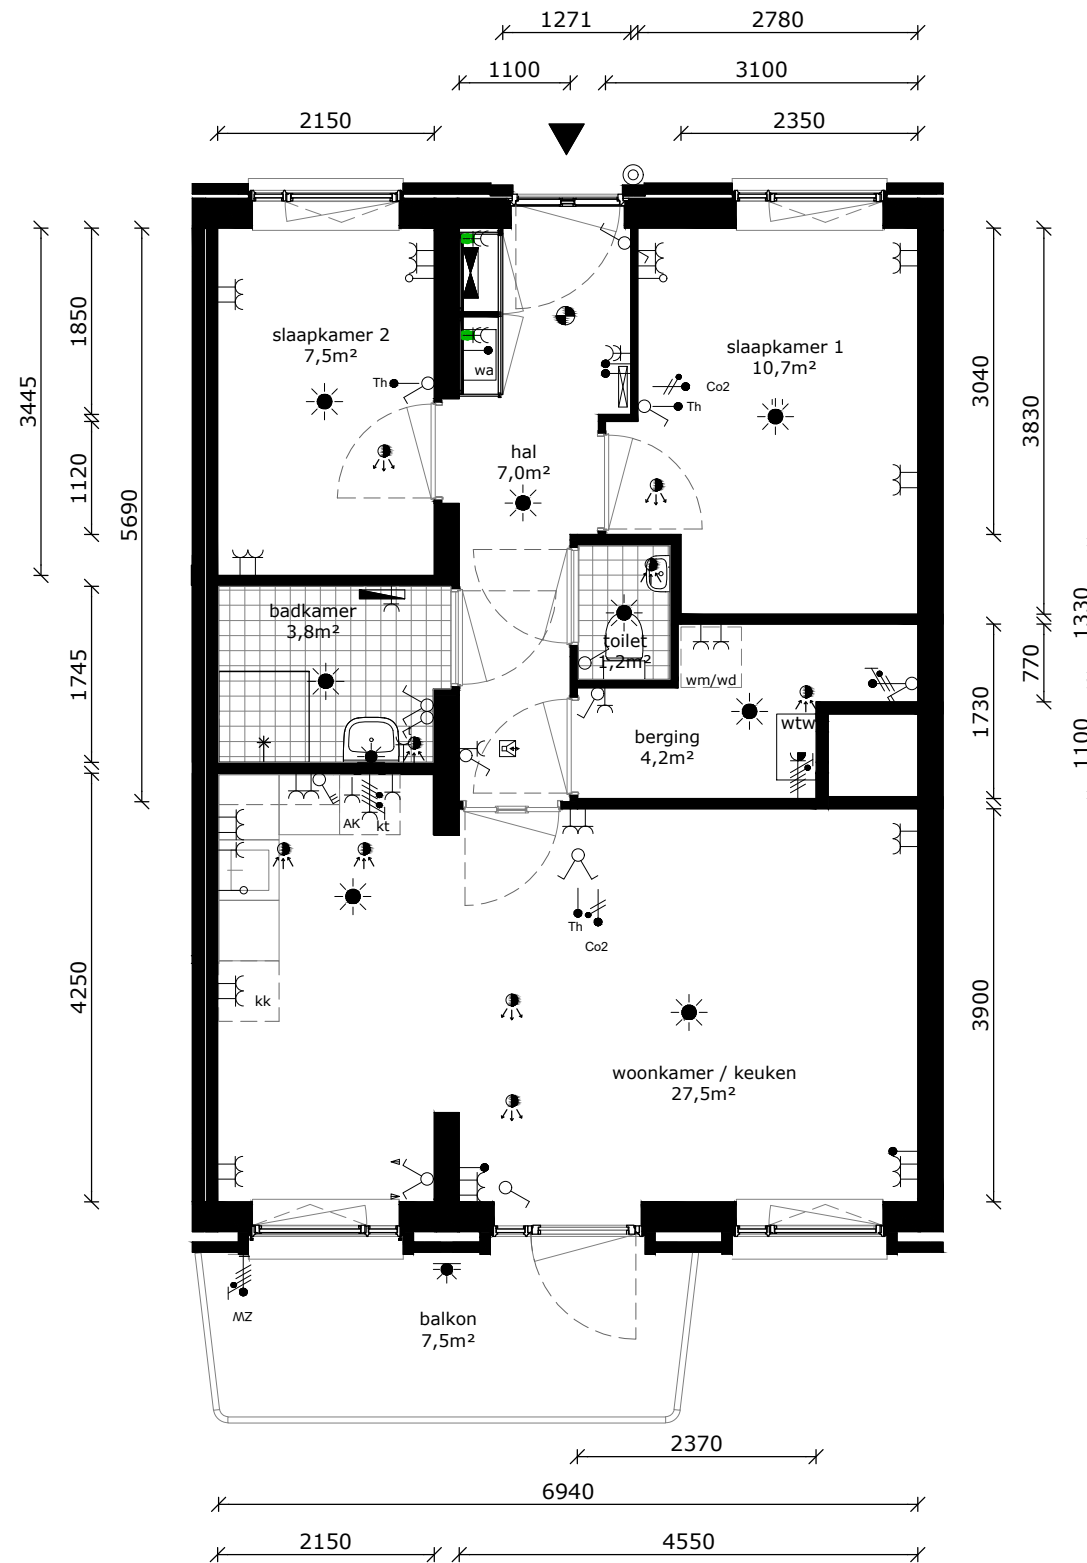 1271
2780
1100
3100
2150
2350
1850
3445
1120
5690
1745
4250
3040
3830
1330
770
1730
1100
3900
slaapkamer 2
7,5m²
Th
wa
slaapkamer 1
10,7m²
Co2
Th
hal
7,0m²
badkamer
3,8m²
toilet
1,2m²
wm/wd
wtw
berging
4,2m²
AK
kt
kk
Th
Co2
woonkamer / keuken
27,5m²
ZW
balkon
7,5m²
2370
6940
2150
4550